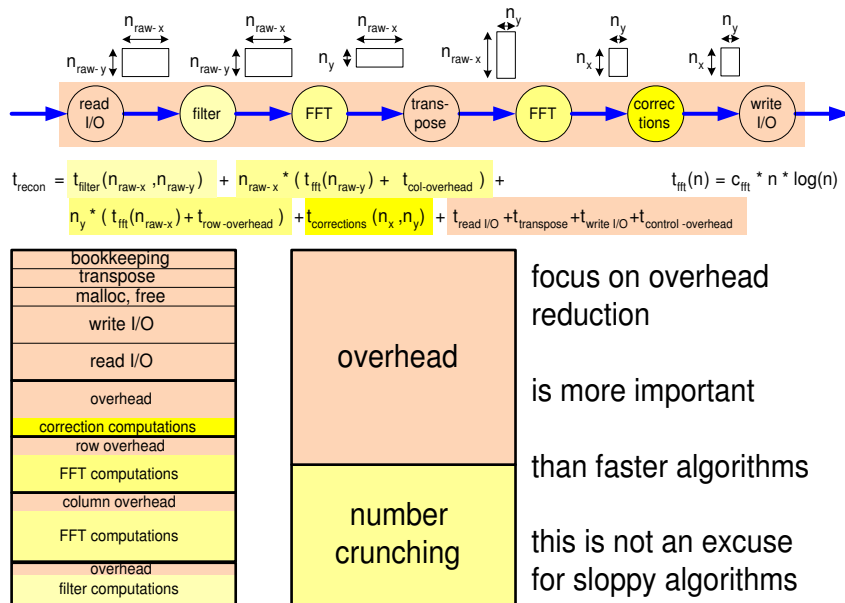 n_raw-x n_raw-x n_raw-x n_y n_y n_y
n_raw-y n_raw-y n_y n_raw-x n_x n_x
read I/O
filter
FFT
trans-
pose
FFT
correc
tions
write
I/O
t_recon = t_filter(n_raw-x ,n_raw-y) + n_raw-x * ( t_fft(n_raw-y) + t_col-overhead ) +
t_fft(n) = c_fft * n * log(n)
n_y * ( t_fft(n_raw-x) + t_row-overhead ) + t_corrections (n_x ,n_y) + t_read I/O + t_transpose + t_write I/O + t_control-overhead
bookkeeping
transpose
malloc, free
write I/O
read I/O
overhead
correction computations
row overhead
FFT computations
column overhead
FFT computations
overhead
filter computations
overhead
number
crunching
focus on overhead
reduction
is more important
than faster algorithms
this is not an excuse
for sloppy algorithms